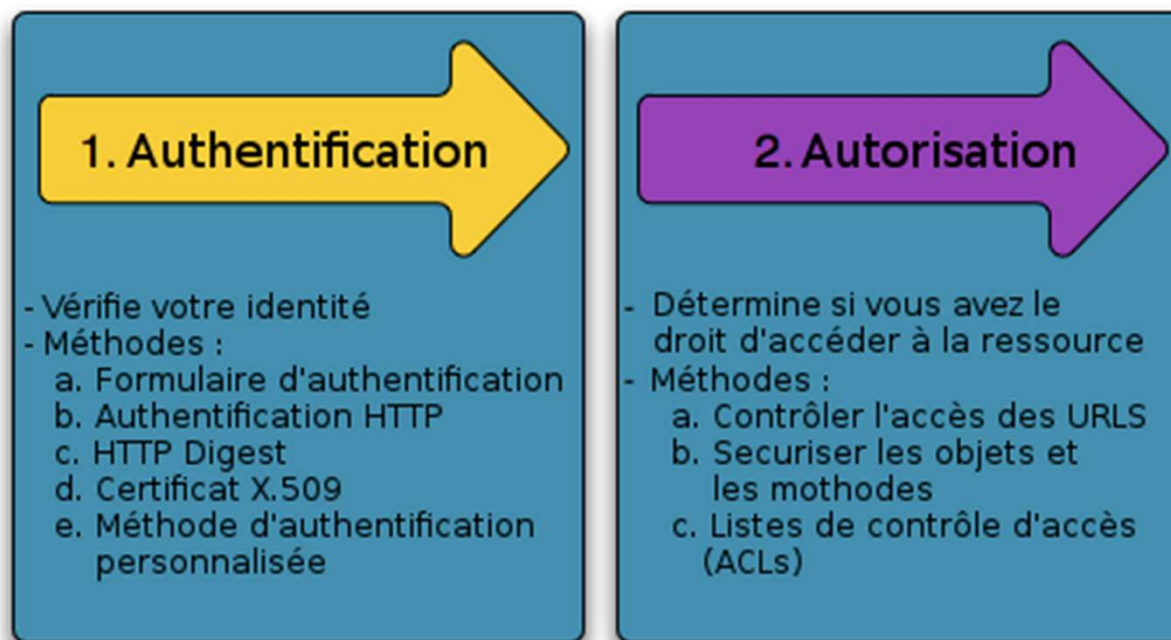 1. Authentification
- Vérifie votre identité
- Méthodes :
a. Formulaire d'authentification
b. Authentification HTTP
c. HTTP Digest
d. Certificat X.509
e. Méthode d'authentification
personnalisée
2. Autorisation
- Détermine si vous avez le
droit d'accéder à la ressource
- Méthodes :
a. Contrôler l'accès des URLS
b. Securiser les objets et
les mothodes
c. Listes de contrôle d'accès
(ACLs)